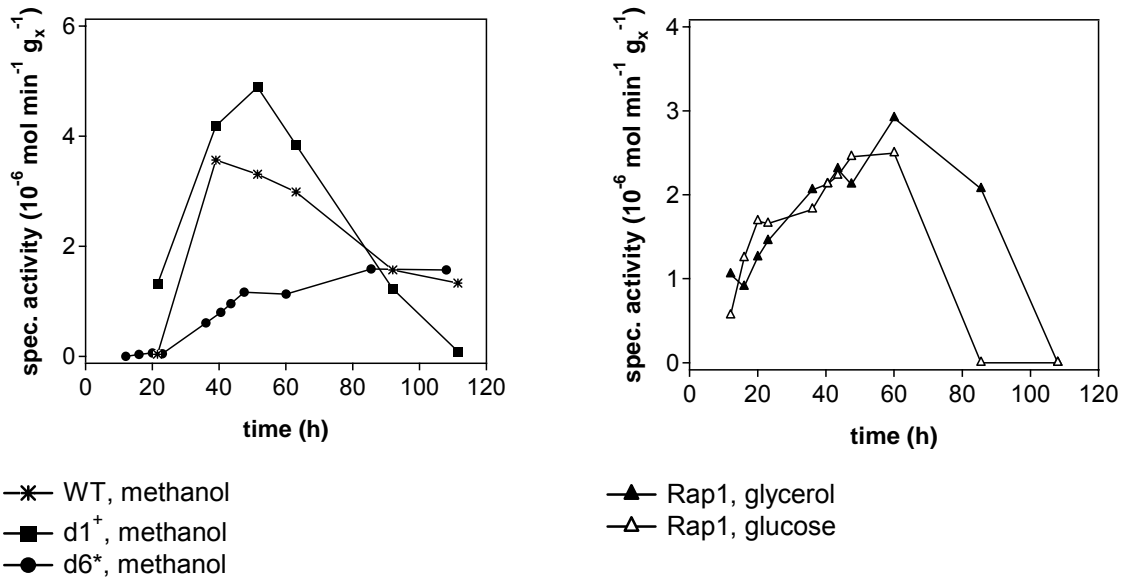 spec. activity (10⁻⁶ mol min⁻¹ gₓ⁻¹)
6
4
2
0
0 20 40 60 80 100 120
time (h)
WT, methanol
d1⁺, methanol
d6*, methanol
spec. activity (10⁻⁶ mol min⁻¹ gₓ⁻¹)
4
3
2
1
0
0 20 40 60 80 100 120
time (h)
Rap1, glycerol
Rap1, glucose